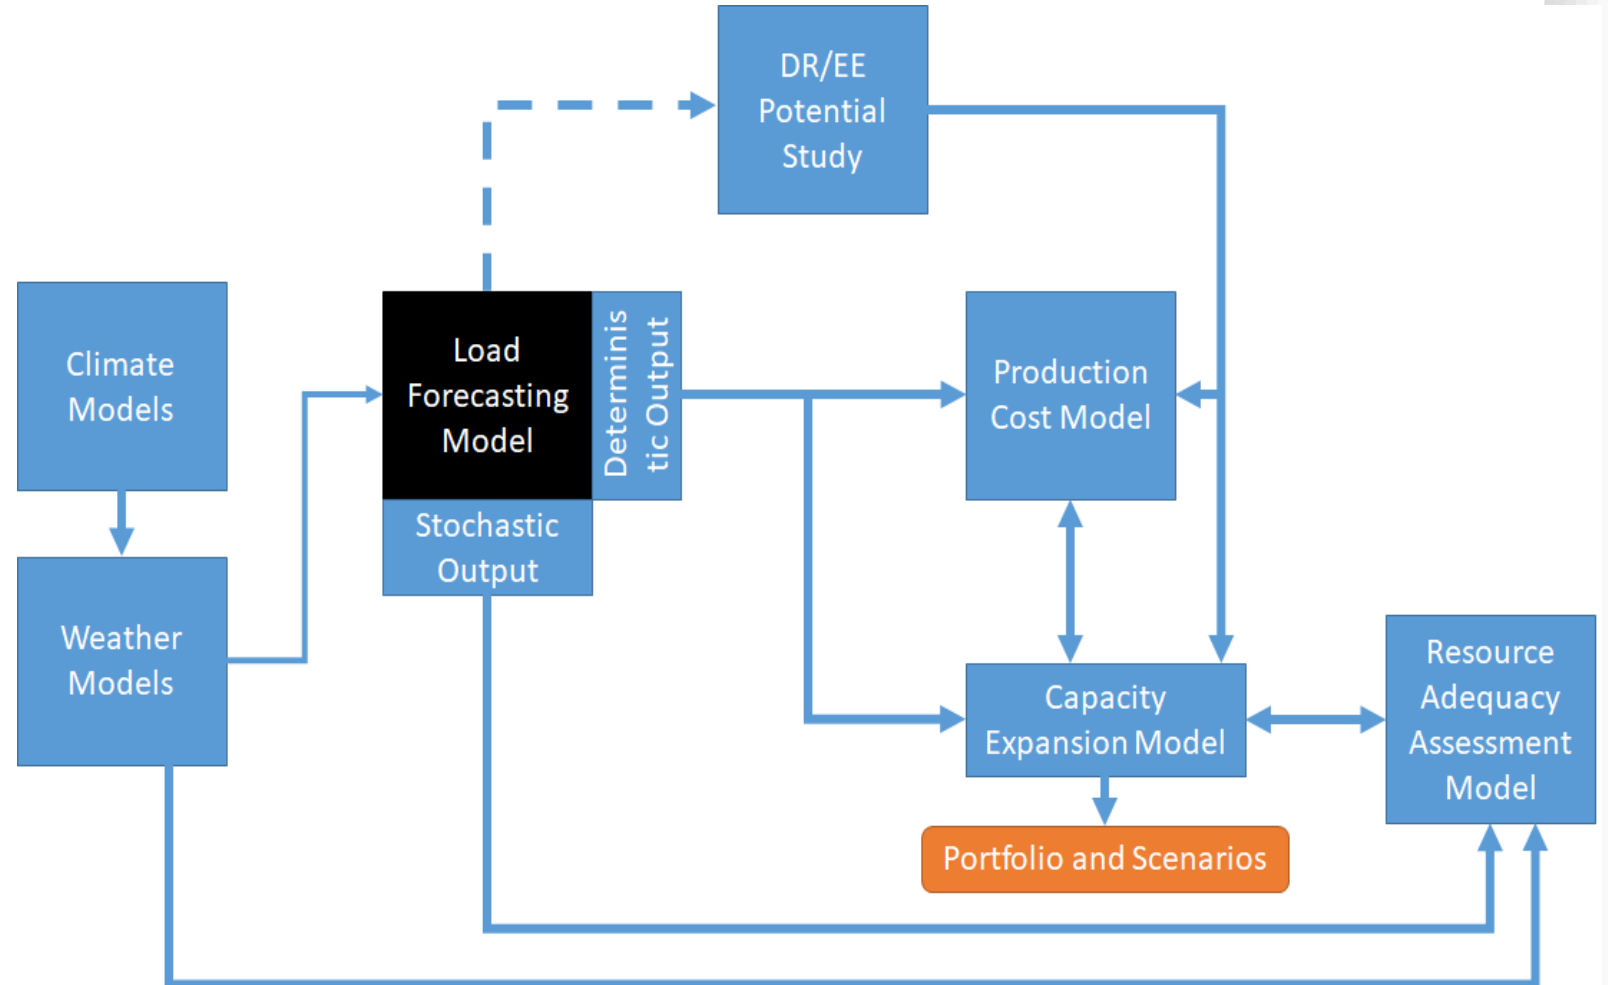 DR/EE
Potential
Study
Climate
Models
Load
Forecasting
Model
Determinis
tic Output
Production
Cost Model
Stochastic
Output
Weather
Models
Capacity
Expansion Model
Resource
Adequacy
Assessment
Model
Portfolio and Scenarios